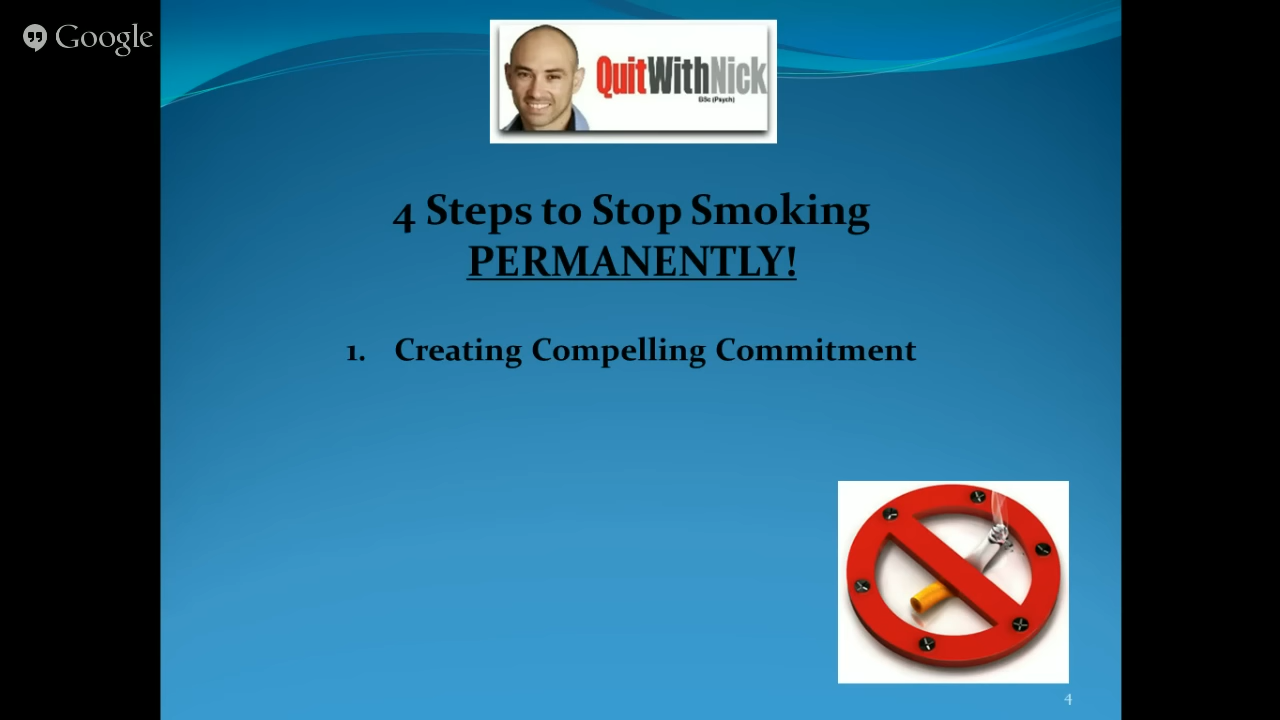 Google
QuitWithNick
BSc (Psych)
4 Steps to Stop Smoking
PERMANENTLY!
1. Creating Compelling Commitment
4